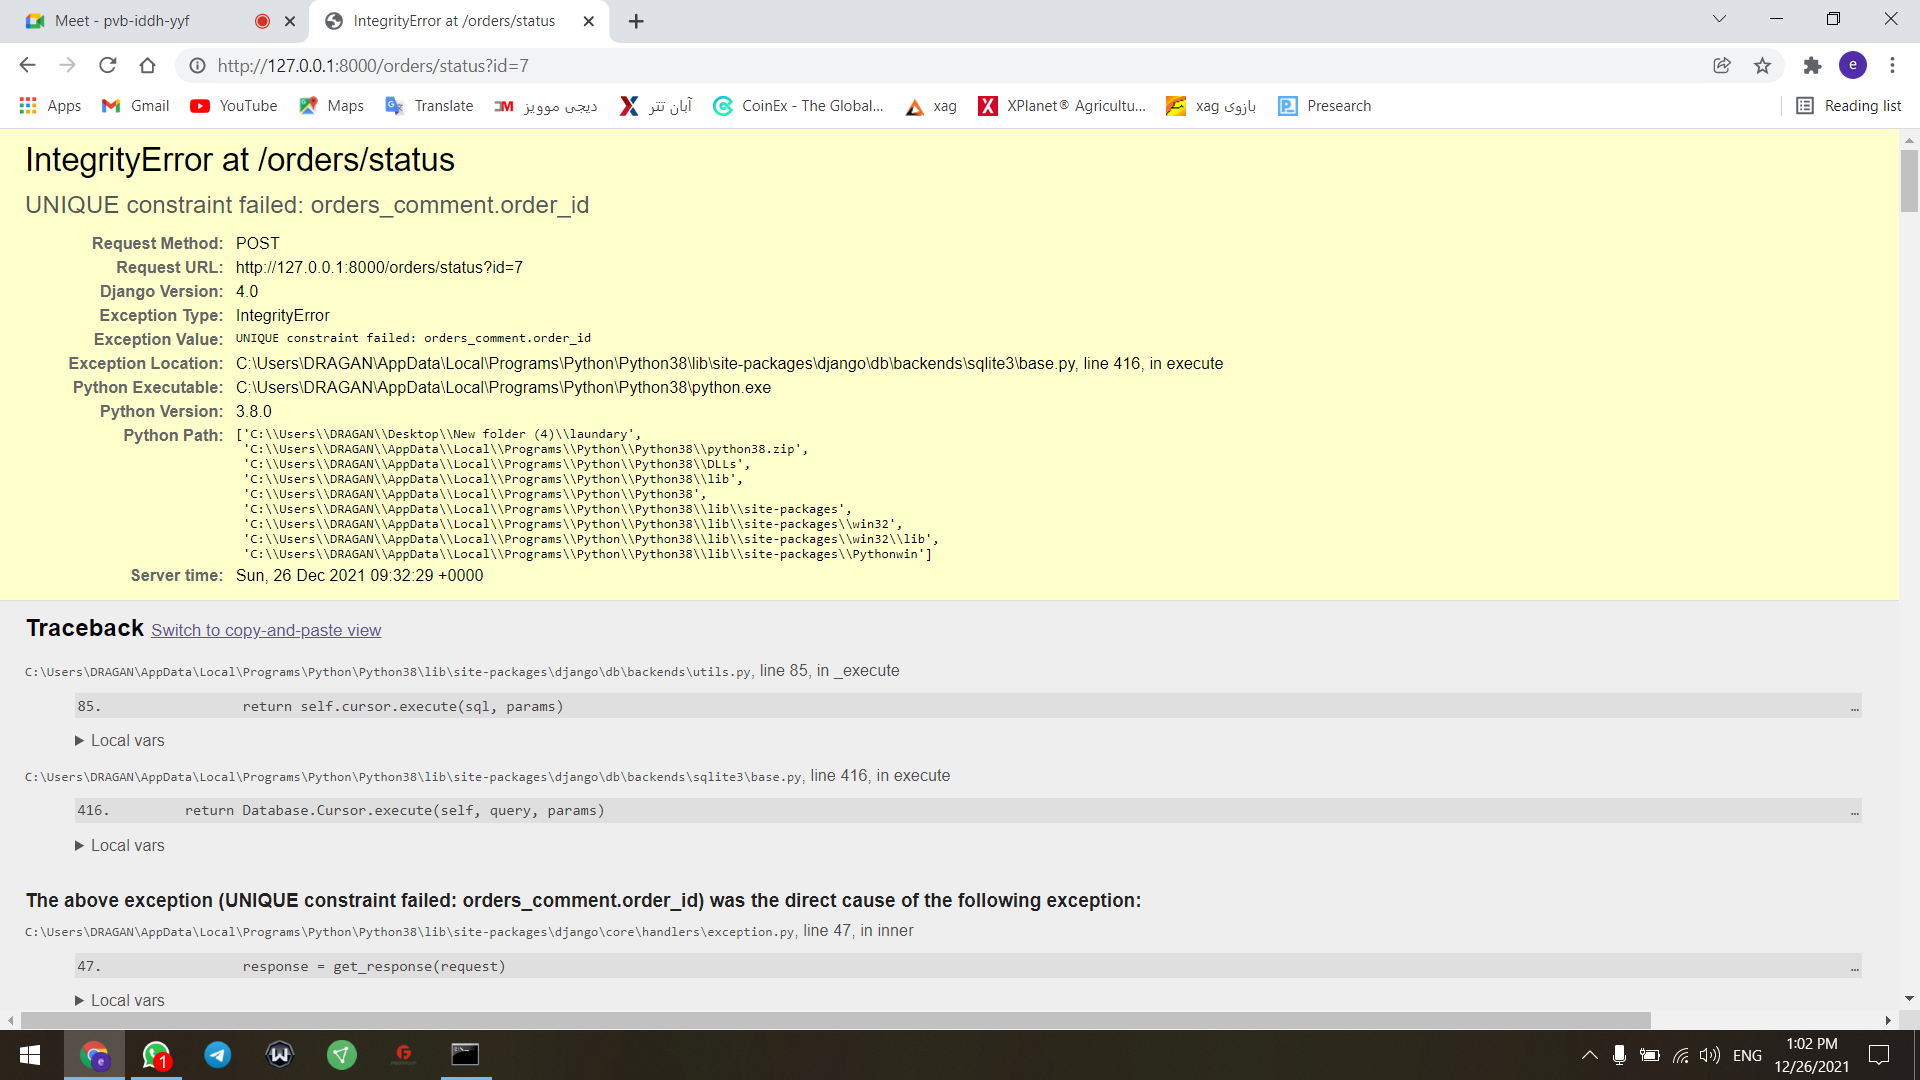 Meet - pvb-iddh-yyf
IntegrityError at /orders/status
http://127.0.0.1:8000/orders/status?id=7
e
Apps
Gmail
YouTube
Maps
Translate
دیجی موویز
آبان تتر
CoinEx - The Global...
xag
XPlanet® Agricultu...
بازوی xag
Presearch
Reading list
IntegrityError at /orders/status
UNIQUE constraint failed: orders_comment.order_id
Request Method: POST
Request URL: http://127.0.0.1:8000/orders/status?id=7
Django Version: 4.0
Exception Type: IntegrityError
Exception Value: UNIQUE constraint failed: orders_comment.order_id
Exception Location: C:\Users\DRAGAN\AppData\Local\Programs\Python\Python38\lib\site-packages\django\db\backends\sqlite3\base.py, line 416, in execute
Python Executable: C:\Users\DRAGAN\AppData\Local\Programs\Python\Python38\python.exe
Python Version: 3.8.0
Python Path: ['C:\\Users\\DRAGAN\\Desktop\\New folder (4)\\laundary',
'C:\\Users\\DRAGAN\\AppData\\Local\\Programs\\Python\\Python38\\python38.zip',
'C:\\Users\\DRAGAN\\AppData\\Local\\Programs\\Python\\Python38\\DLLs',
'C:\\Users\\DRAGAN\\AppData\\Local\\Programs\\Python\\Python38\\lib',
'C:\\Users\\DRAGAN\\AppData\\Local\\Programs\\Python\\Python38',
'C:\\Users\\DRAGAN\\AppData\\Local\\Programs\\Python\\Python38\\lib\\site-packages',
'C:\\Users\\DRAGAN\\AppData\\Local\\Programs\\Python\\Python38\\lib\\site-packages\\win32',
'C:\\Users\\DRAGAN\\AppData\\Local\\Programs\\Python\\Python38\\lib\\site-packages\\win32\\lib',
'C:\\Users\\DRAGAN\\AppData\\Local\\Programs\\Python\\Python38\\lib\\site-packages\\Pythonwin']
Server time: Sun, 26 Dec 2021 09:32:29 +0000
Traceback Switch to copy-and-paste view
C:\Users\DRAGAN\AppData\Local\Programs\Python\Python38\lib\site-packages\django\db\backends\utils.py, line 85, in _execute
85. return self.cursor.execute(sql, params) …
Local vars
C:\Users\DRAGAN\AppData\Local\Programs\Python\Python38\lib\site-packages\django\db\backends\sqlite3\base.py, line 416, in execute
416. return Database.Cursor.execute(self, query, params) …
Local vars
The above exception (UNIQUE constraint failed: orders_comment.order_id) was the direct cause of the following exception:
C:\Users\DRAGAN\AppData\Local\Programs\Python\Python38\lib\site-packages\django\core\handlers\exception.py, line 47, in inner
47. response = get_response(request) …
Local vars
e
1
ENG
1:02 PM
12/26/2021